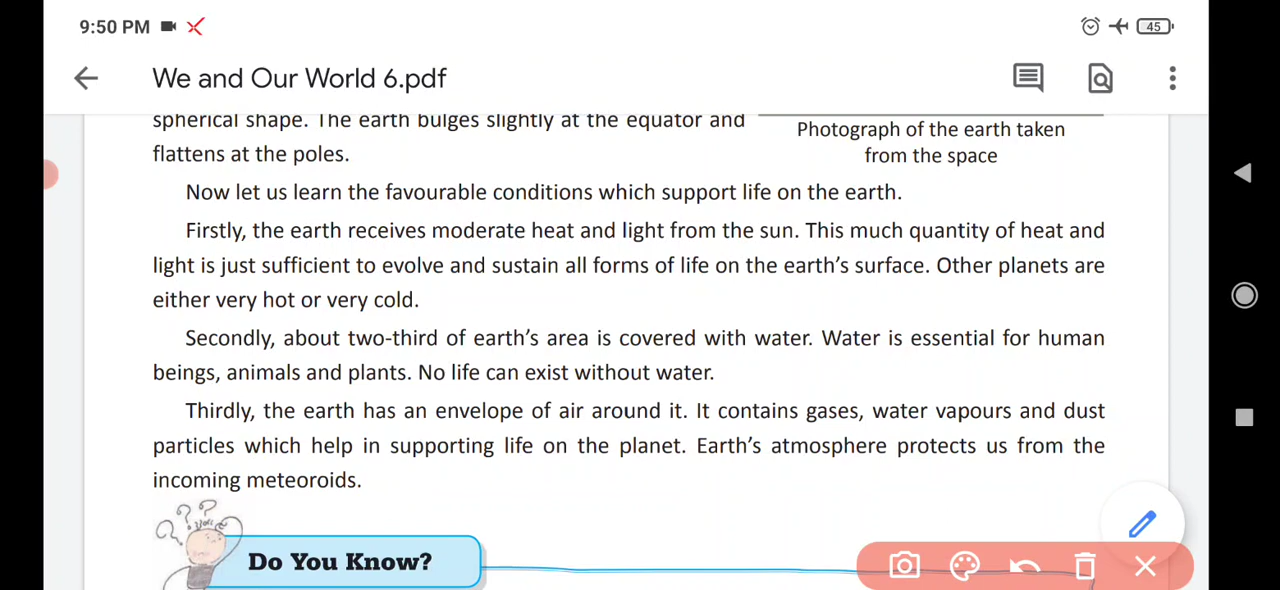 9:50 PM
45
We and Our World 6.pdf
spherical shape. The earth bulges slightly at the equator and
flattens at the poles.
Photograph of the earth taken
from the space
Now let us learn the favourable conditions which support life on the earth.
Firstly, the earth receives moderate heat and light from the sun. This much quantity of heat and
light is just sufficient to evolve and sustain all forms of life on the earth’s surface. Other planets are
either very hot or very cold.
Secondly, about two-third of earth’s area is covered with water. Water is essential for human
beings, animals and plants. No life can exist without water.
Thirdly, the earth has an envelope of air around it. It contains gases, water vapours and dust
particles which help in supporting life on the planet. Earth’s atmosphere protects us from the
incoming meteoroids.
???
Do You Know?